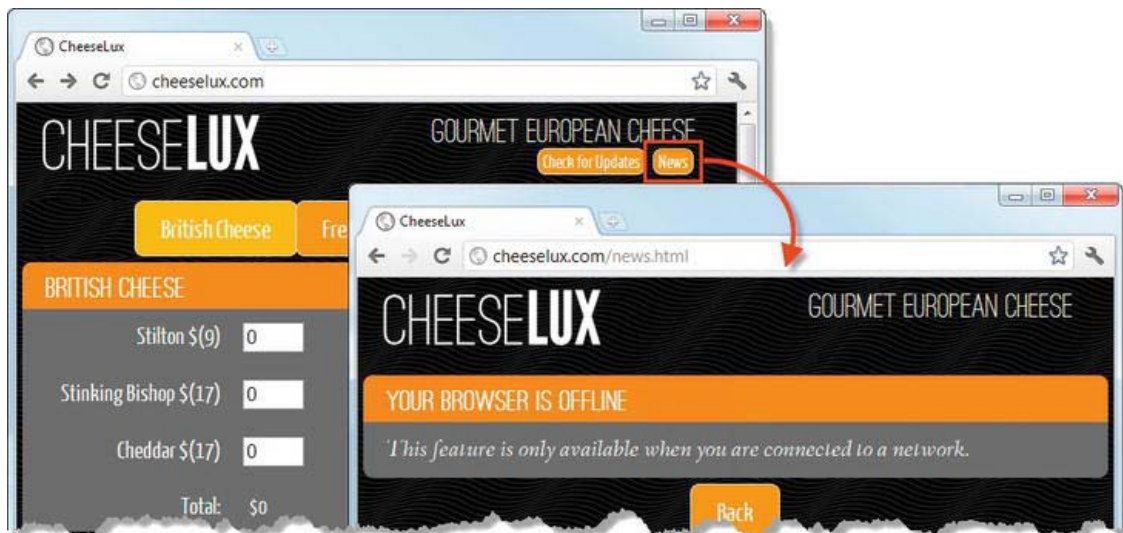 CheeseLux
cheeselux.com
CHEESELUX
GOURMET EUROPEAN CHEESE
Check for Updates News
British Cheese Fre
BRITISH CHEESE
Stilton $(9) 0
Stinking Bishop $(17) 0
Cheddar $(17) 0
Total: $0
CheeseLux
cheeselux.com/news.html
CHEESELUX
GOURMET EUROPEAN CHEESE
YOUR BROWSER IS OFFLINE
This feature is only available when you are connected to a network.
Back